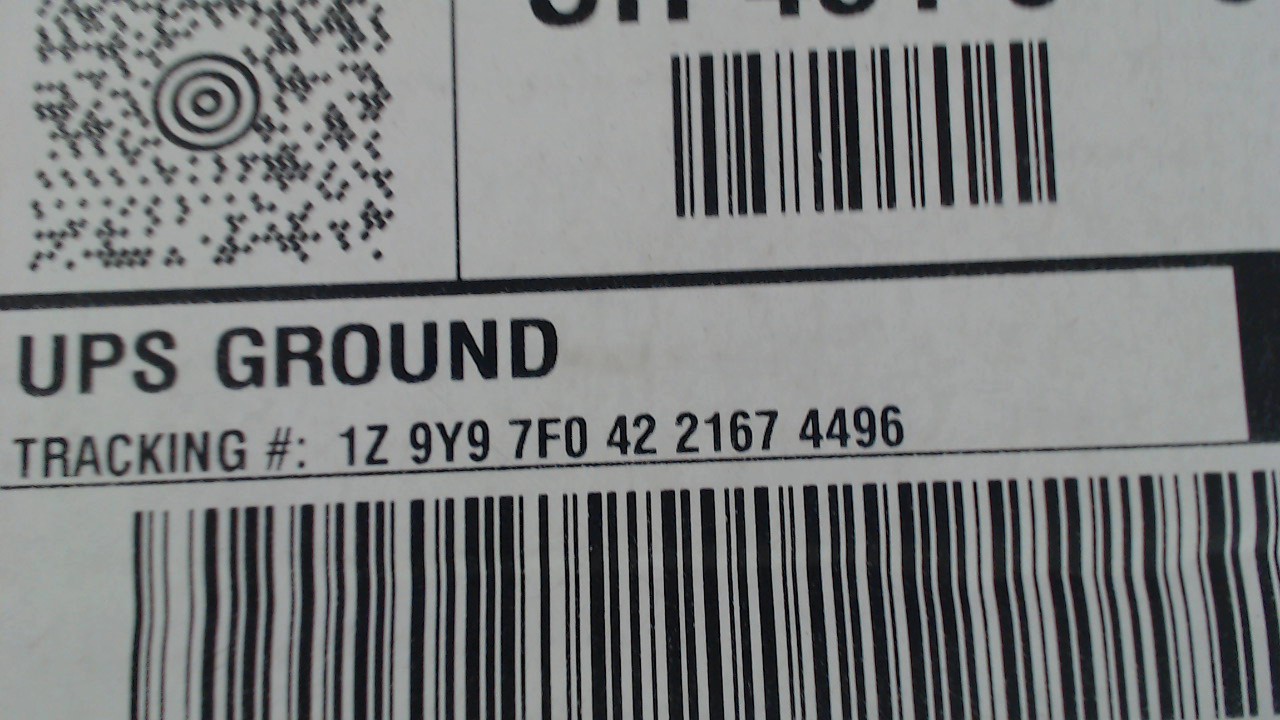 UPS GROUND
TRACKING #: 1Z 9Y9 7F0 42 2167 4496